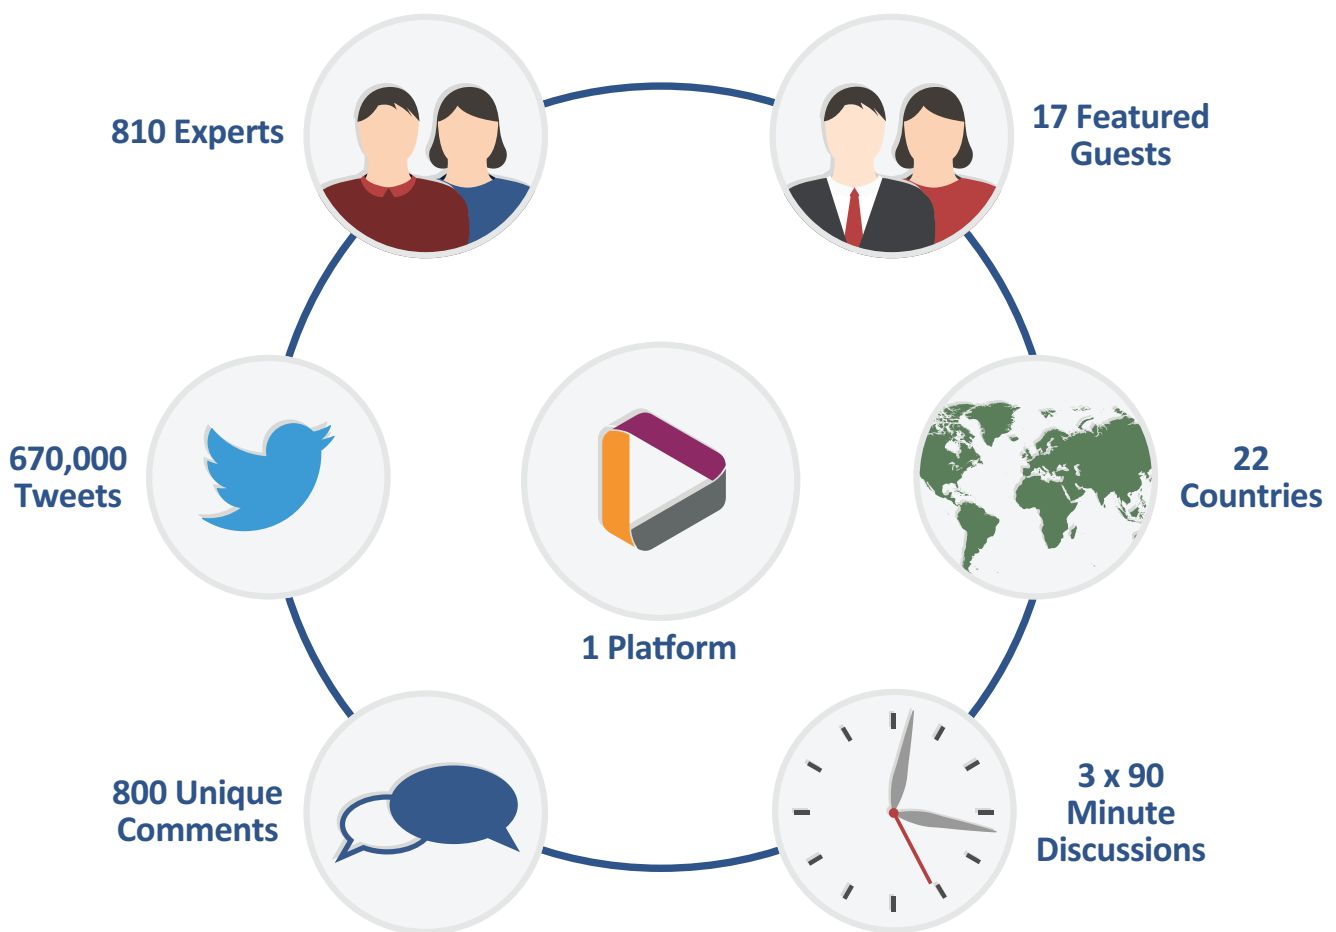 810 Experts
17 Featured
Guests
670,000
Tweets
22
Countries
1 Platform
800 Unique
Comments
3 x 90
Minute
Discussions